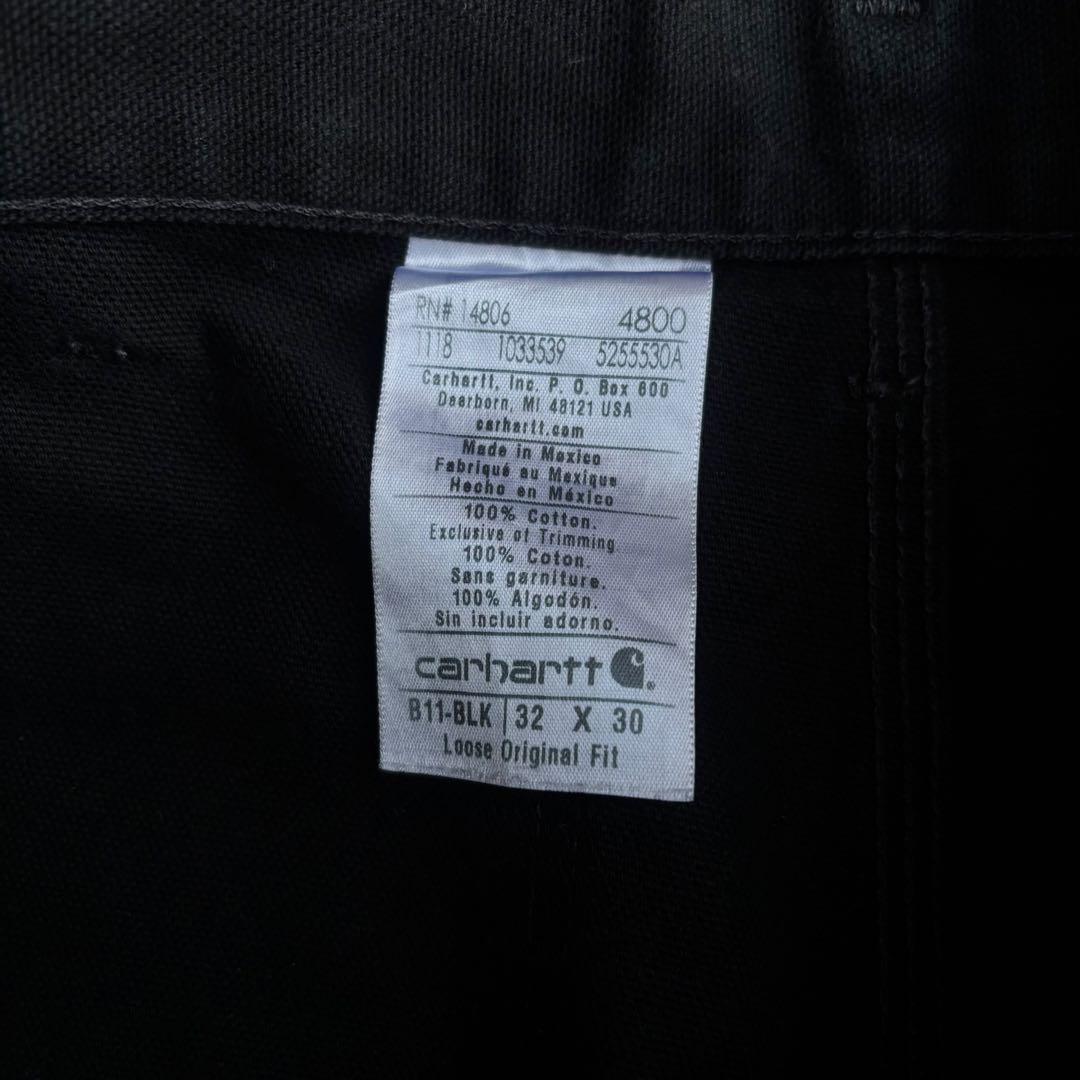 RN# 14806 4800
1118 1033539 5255530A
Carhartt, Inc. P. O. Box 600
Dearborn, MI 48121 USA
carhartt.com
Made in Mexico
Fabriqué au Mexique
Hecho en México
100% Cotton.
Exclusive of Trimming
100% Coton.
Sans garniture.
100% Algodón.
Sin incluir adorno.
carhartt
B11-BLK | 32 X 30
Loose Original Fit